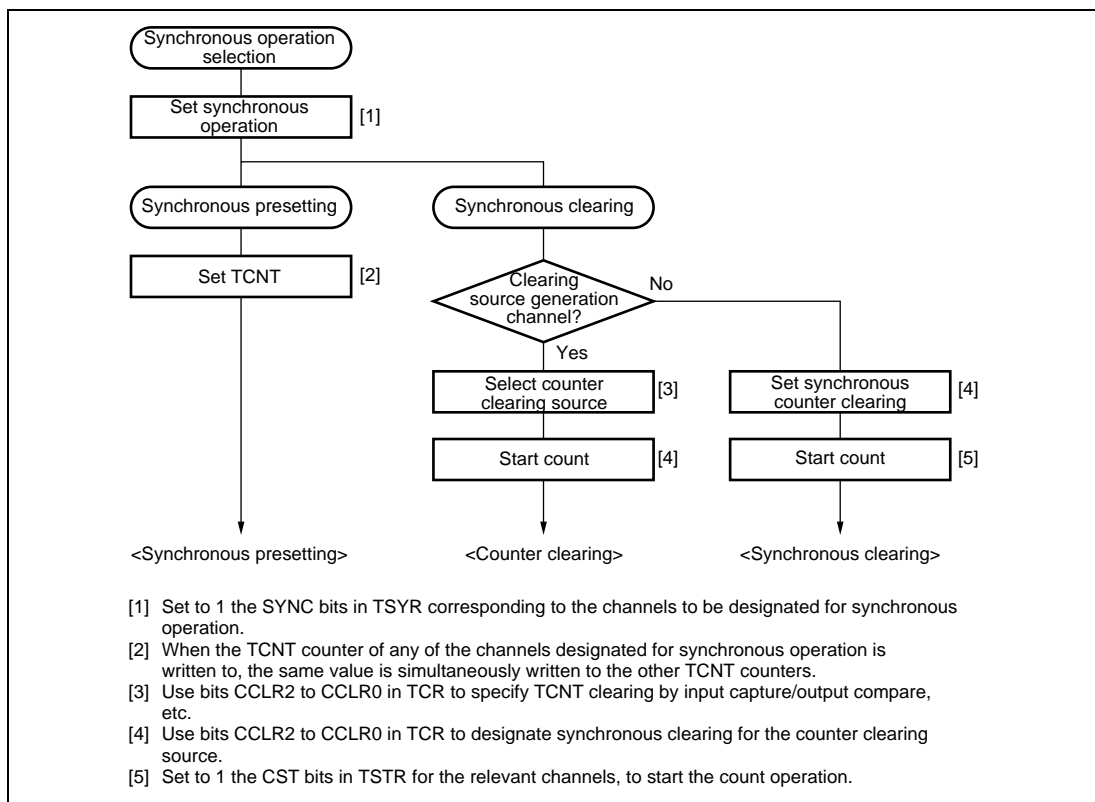 Synchronous operation
selection
Set synchronous
operation
[1]
Synchronous presetting
Synchronous clearing
Set TCNT
[2]
Clearing
source generation
channel?
No
Yes
Select counter
clearing source
[3]
Set synchronous
counter clearing
[4]
Start count
[4]
Start count
[5]
<Synchronous presetting>
<Counter clearing>
<Synchronous clearing>
[1] Set to 1 the SYNC bits in TSYR corresponding to the channels to be designated for synchronous
operation.
[2] When the TCNT counter of any of the channels designated for synchronous operation is
written to, the same value is simultaneously written to the other TCNT counters.
[3] Use bits CCLR2 to CCLR0 in TCR to specify TCNT clearing by input capture/output compare,
etc.
[4] Use bits CCLR2 to CCLR0 in TCR to designate synchronous clearing for the counter clearing
source.
[5] Set to 1 the CST bits in TSTR for the relevant channels, to start the count operation.